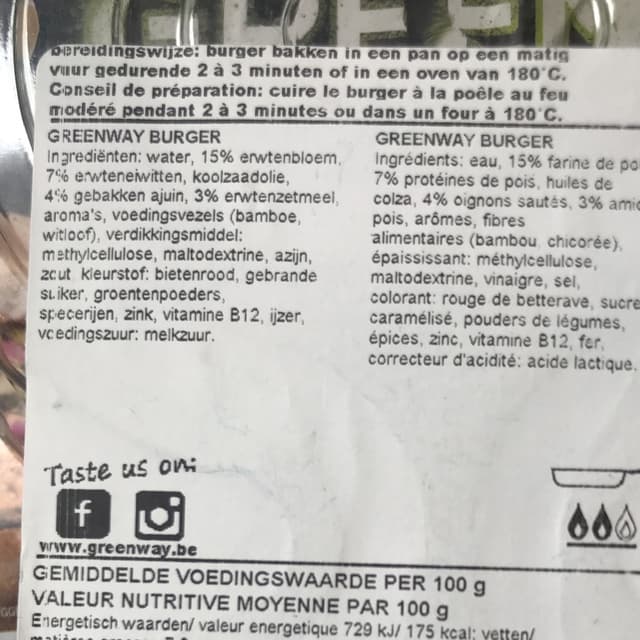 bereidingswijze: burger bakken in een pan op een matig
vuur gedurende 2 à 3 minuten of in een oven van 180°C.
Conseil de préparation: cuire le burger à la poêle au feu
modéré pendant 2 à 3 minutes ou dans un four à 180°C.
GREENWAY BURGER
Ingrediënten: water, 15% erwtenbloem,
7% erwteneiwitten, koolzaadolie,
4% gebakken ajuin, 3% erwtenzetmeel,
aroma's, voedingsvezels (bamboe,
witloof), verdikkingsmiddel:
methylcellulose, maltodextrine, azijn,
zout, kleurstof: bietenrood, gebrande
suiker, groentenpoeders,
specerijen, zink, vitamine B12, ijzer,
voedingszuur: melkzuur.
GREENWAY BURGER
Ingrédients: eau, 15% farine de po
7% protéines de pois, huiles de
colza, 4% oignons sautés, 3% amid
pois, arômes, fibres
alimentaires (bambou, chicorée),
épaississant: méthylcellulose,
maltodextrine, vinaigre, sel,
colorant: rouge de betterave, sucre
caramélisé, pouders de légumes,
épices, zinc, vitamine B12, fer,
correcteur d'acidité: acide lactique.
Taste us on:
f
www.greenway.be
GEMIDDELDE VOEDINGSWAARDE PER 100 g
VALEUR NUTRITIVE MOYENNE PAR 100 g
Energetisch waarden/ valeur energetique 729 kJ/ 175 kcal; vetten/